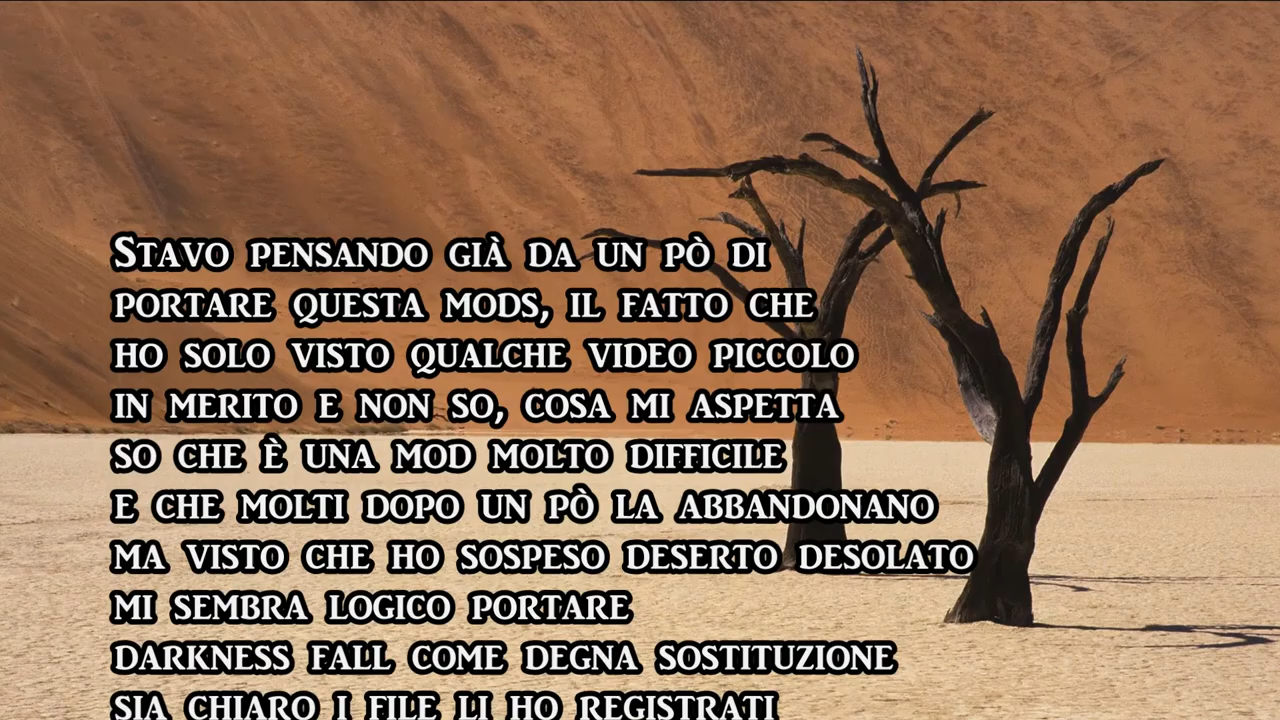 Stavo pensando già da un pò di
portare questa mods, il fatto che
ho solo visto qualche video piccolo
in merito e non so, cosa mi aspetta
so che è una mod molto difficile
e che molti dopo un pò la abbandonano
ma visto che ho sospeso deserto desolato
mi sembra logico portare
darkness fall come degna sostituzione
sia chiaro i file li ho registrati